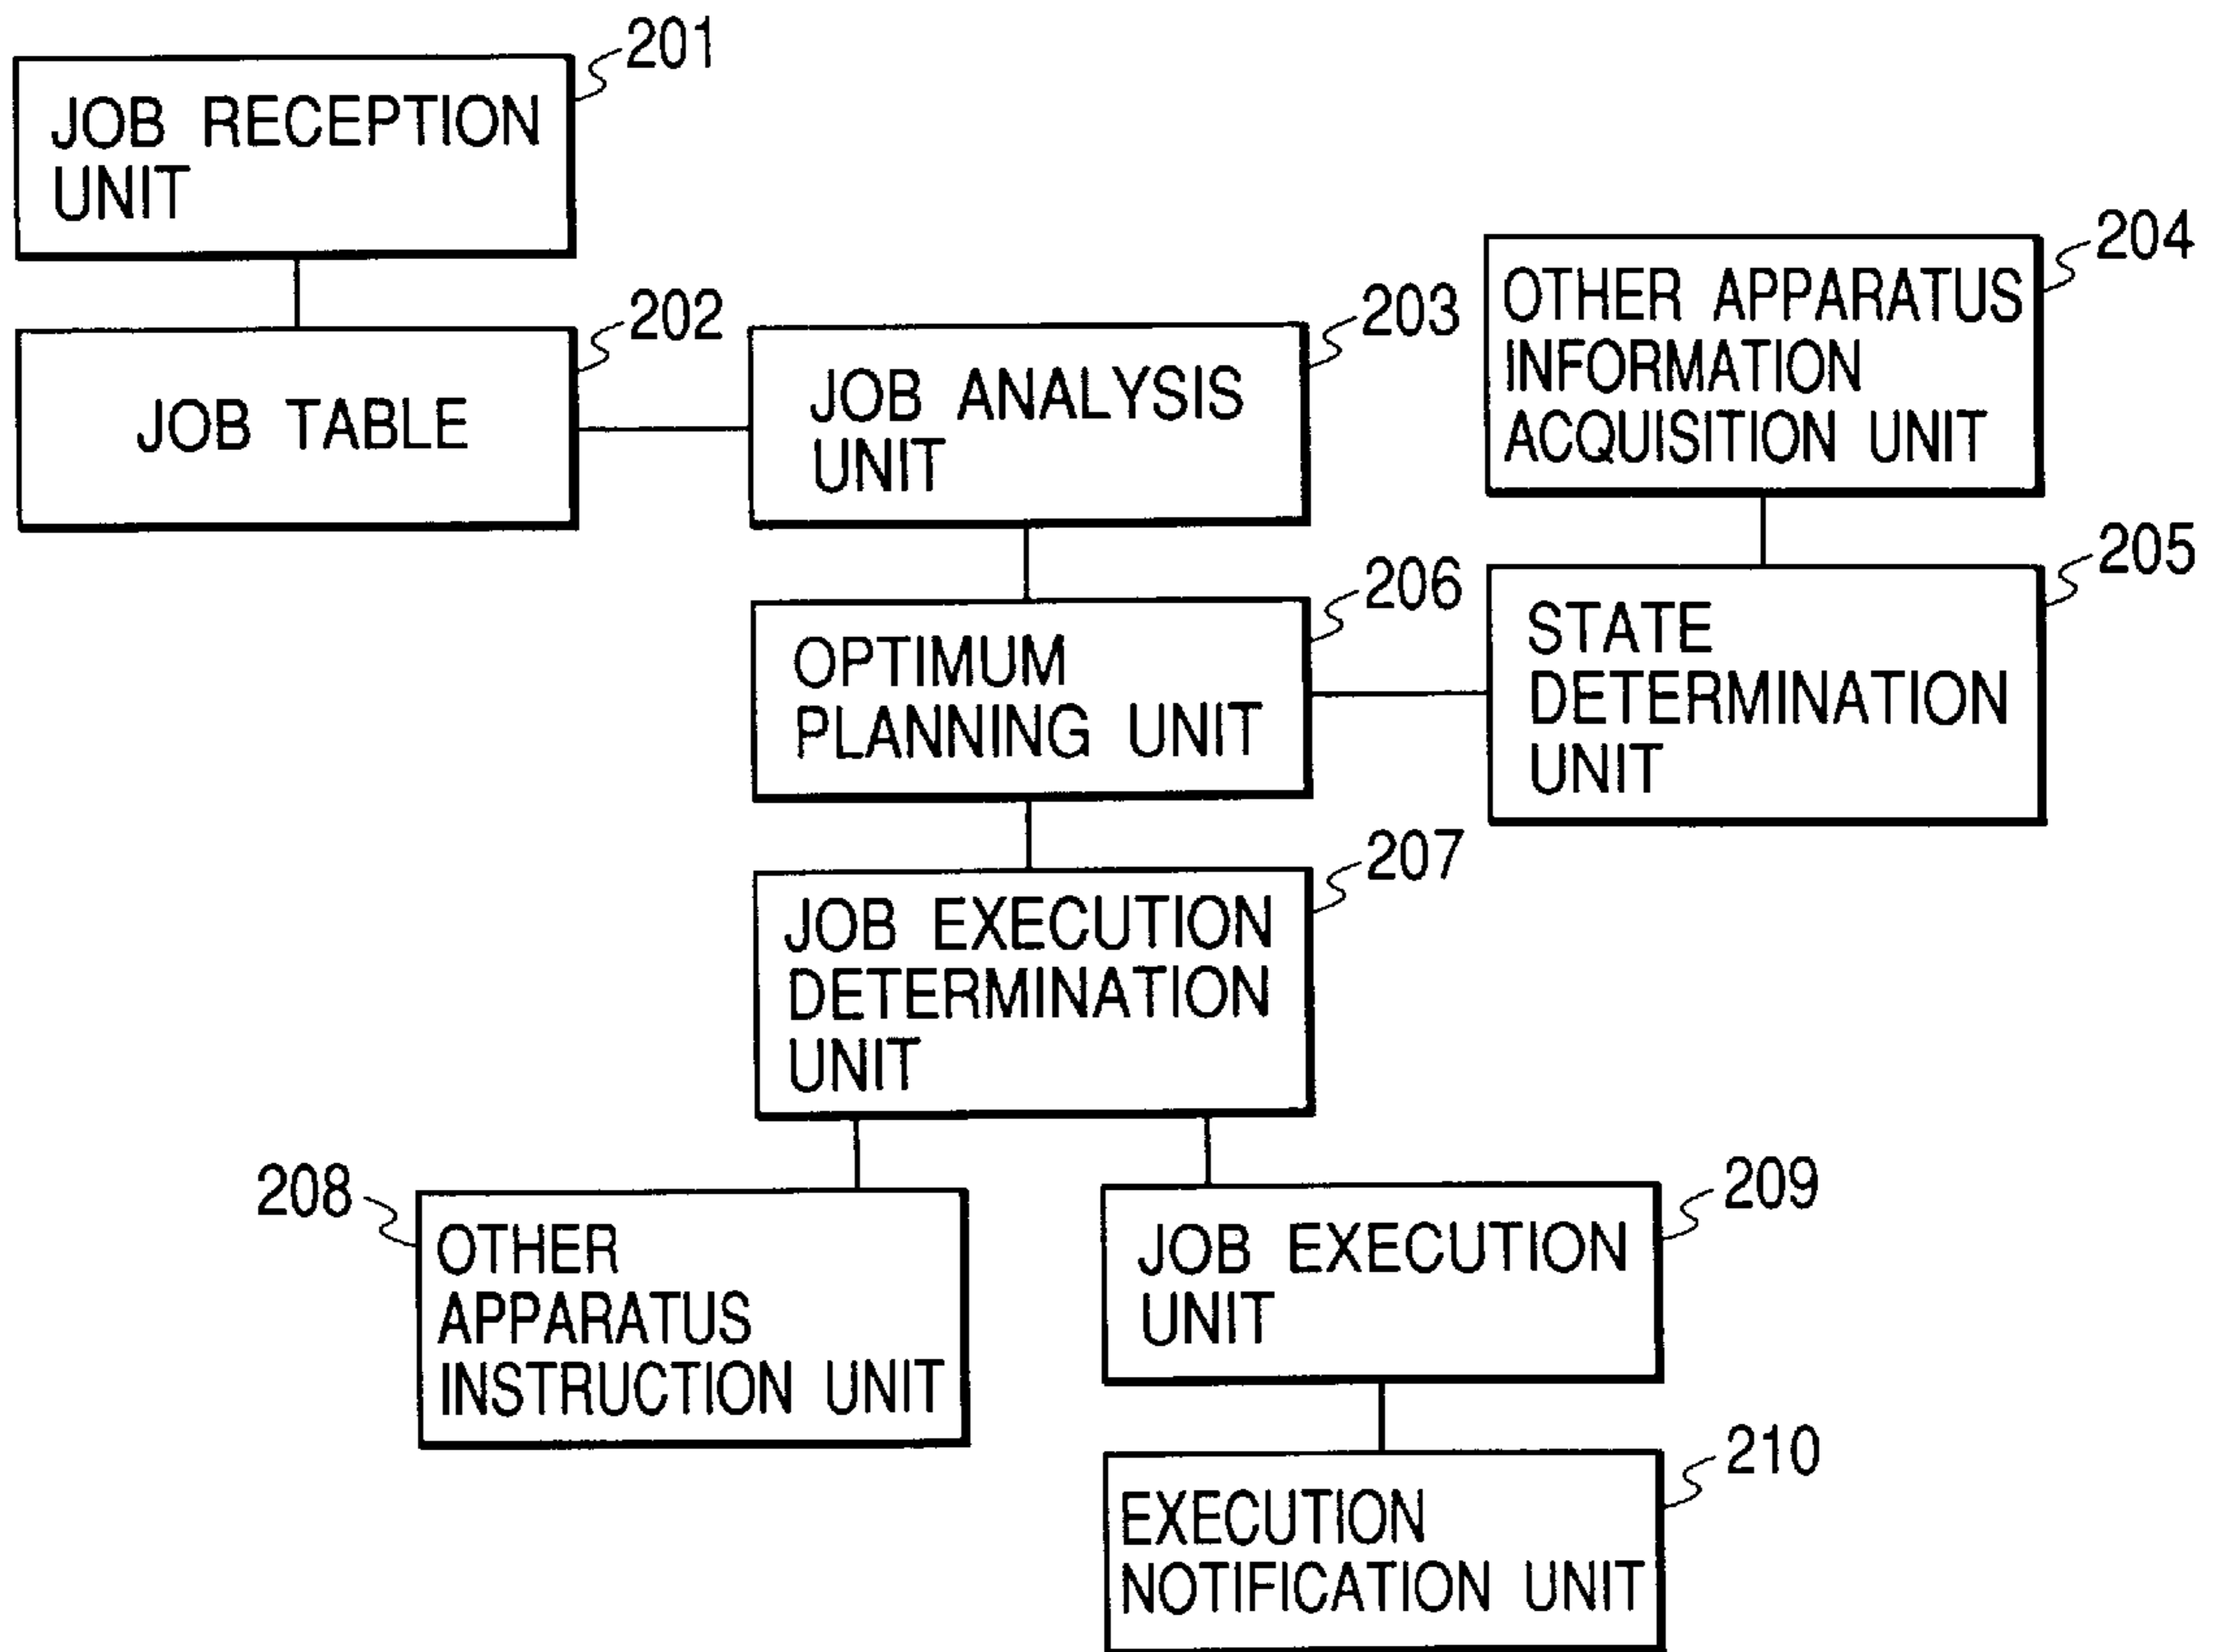 201
JOB RECEPTION
UNIT
202
JOB TABLE
203
JOB ANALYSIS
UNIT
204
OTHER APPARATUS
INFORMATION
ACQUISITION UNIT
205
STATE
DETERMINATION
UNIT
206
OPTIMUM
PLANNING UNIT
207
JOB EXECUTION
DETERMINATION
UNIT
208
OTHER
APPARATUS
INSTRUCTION UNIT
209
JOB EXECUTION
UNIT
210
EXECUTION
NOTIFICATION UNIT